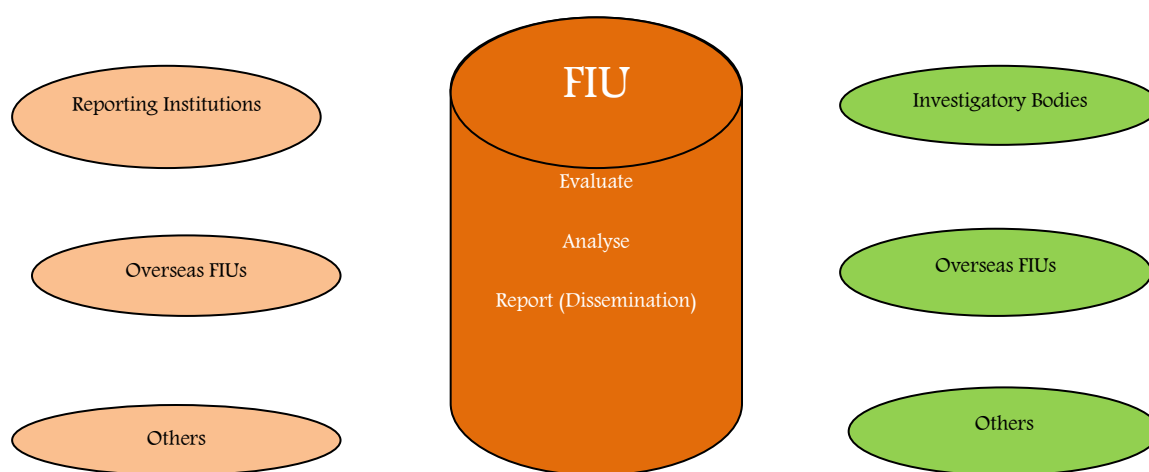 FIU
Reporting Institutions
Investigatory Bodies
Evaluate
Analyse
Overseas FIUs
Overseas FIUs
Report (Dissemination)
Others
Others